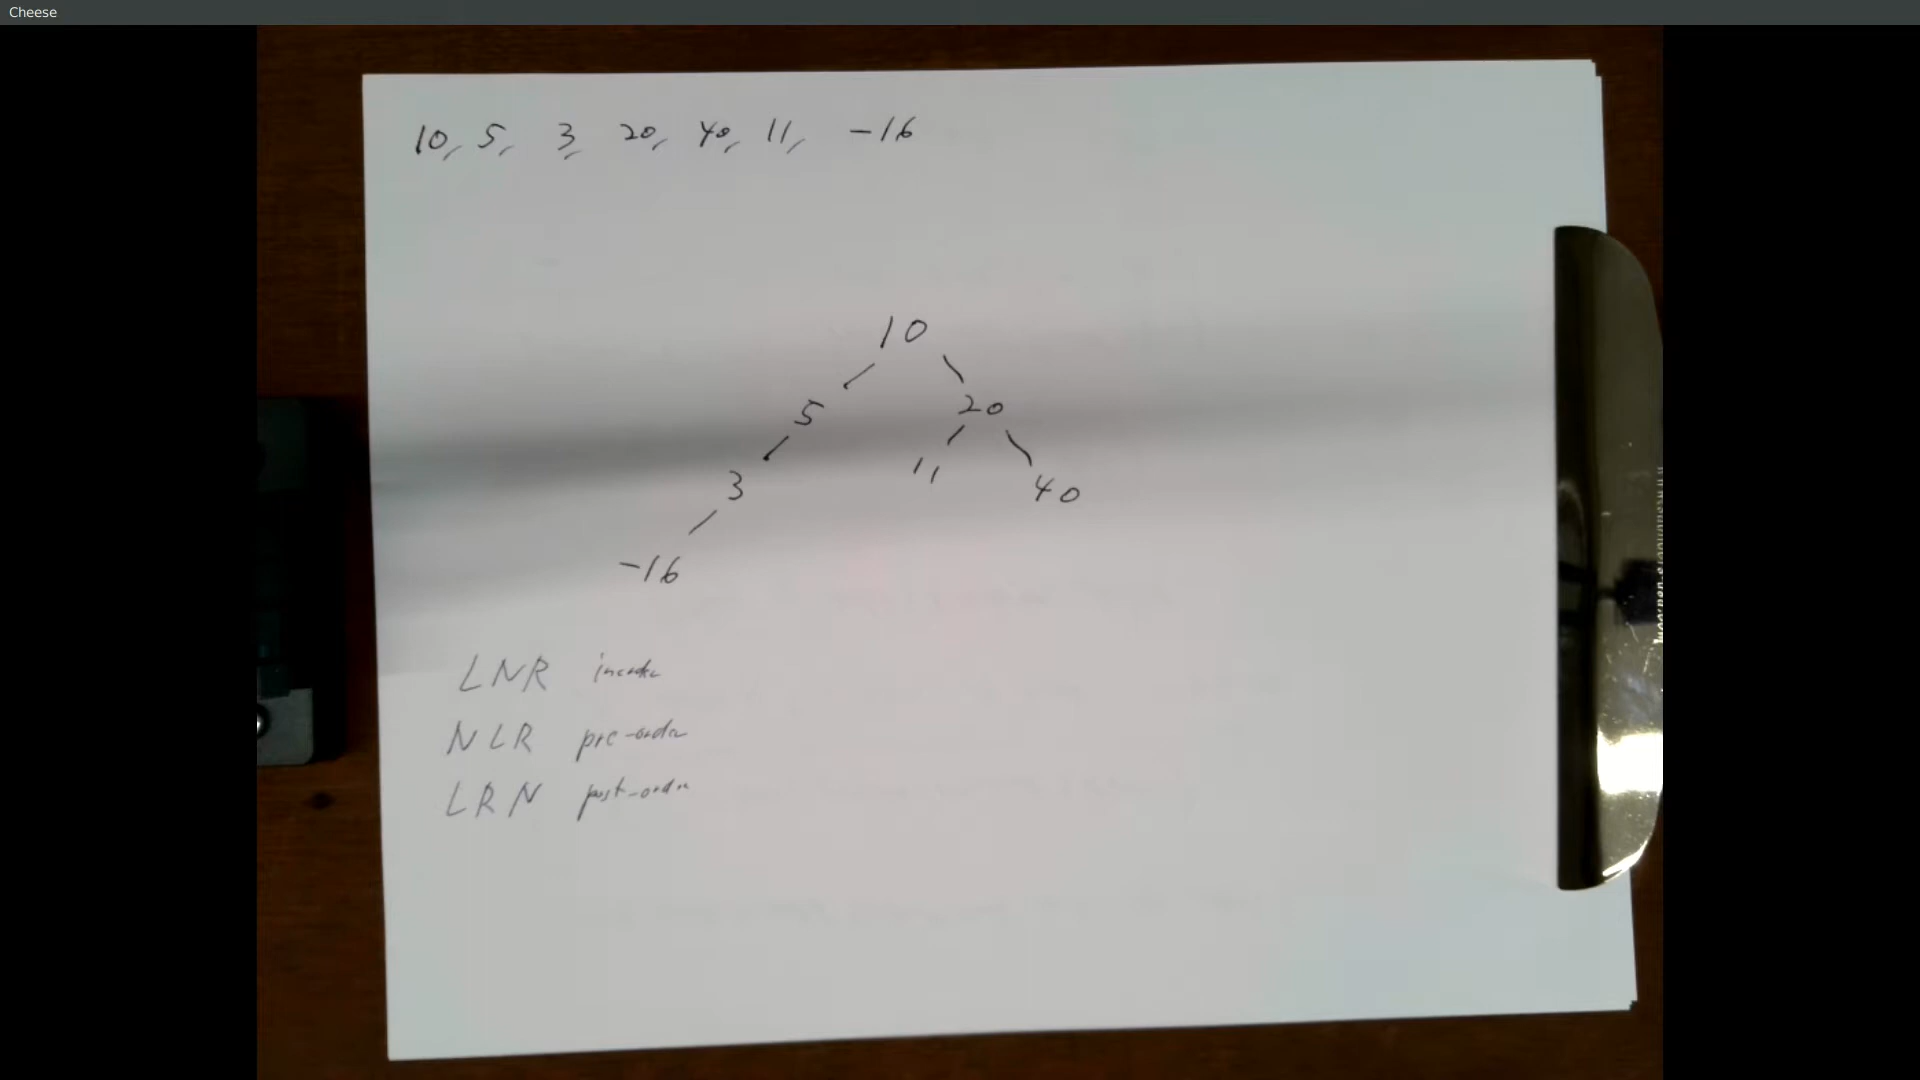 Cheese
10, 5, 3, 20, 40, 11, -16
10
5 20
3 11 40
-16
LNR inorder
NLR pre-order
LRN post-order